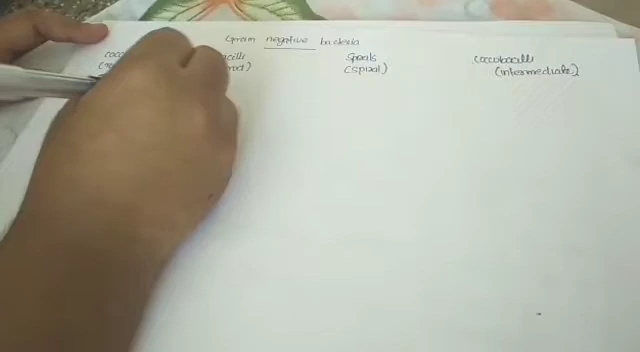 Gram negative bacteria
Spirals Coccobacilli
(spiral) (intermediate)